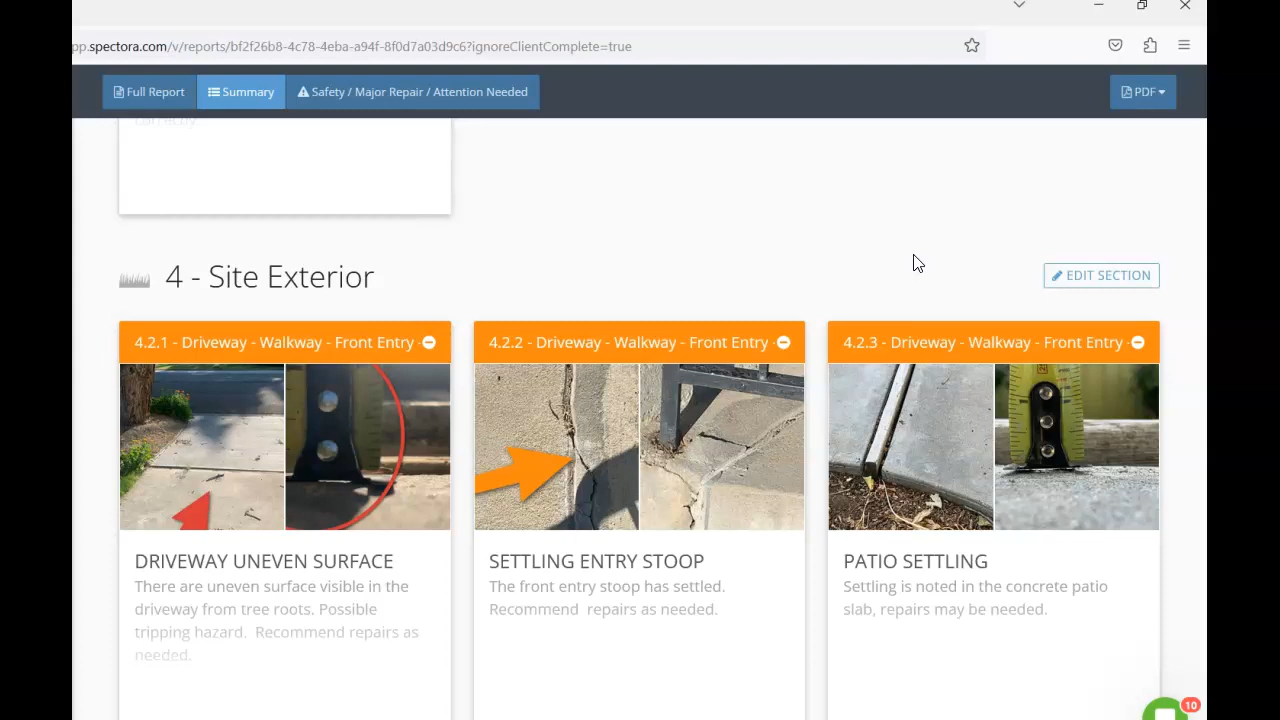 pp.spectora.com/v/reports/bf2f26b8-4c78-4eba-a94f-8f0d7a03d9c6?ignoreClientComplete=true
Full Report Summary Safety / Major Repair / Attention Needed PDF
correctly...
4 - Site Exterior
EDIT SECTION
4.2.1 - Driveway - Walkway - Front Entry -
4.2.2 - Driveway - Walkway - Front Entry -
4.2.3 - Driveway - Walkway - Front Entry -
DRIVEWAY UNEVEN SURFACE
There are uneven surface visible in the
driveway from tree roots. Possible
tripping hazard. Recommend repairs as
needed.
SETTLING ENTRY STOOP
The front entry stoop has settled.
Recommend repairs as needed.
PATIO SETTLING
Settling is noted in the concrete patio
slab, repairs may be needed.
10